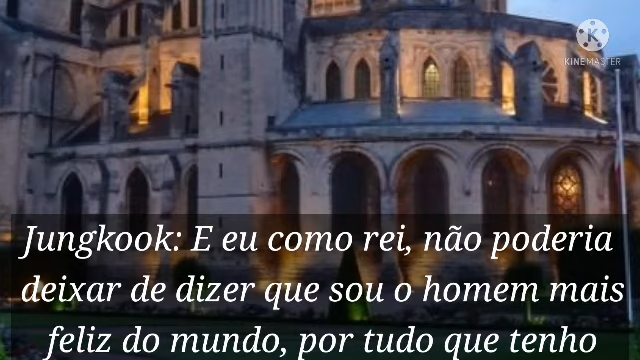 KINEMASTER
Jungkook: E eu como rei, não poderia
deixar de dizer que sou o homem mais
feliz do mundo, por tudo que tenho